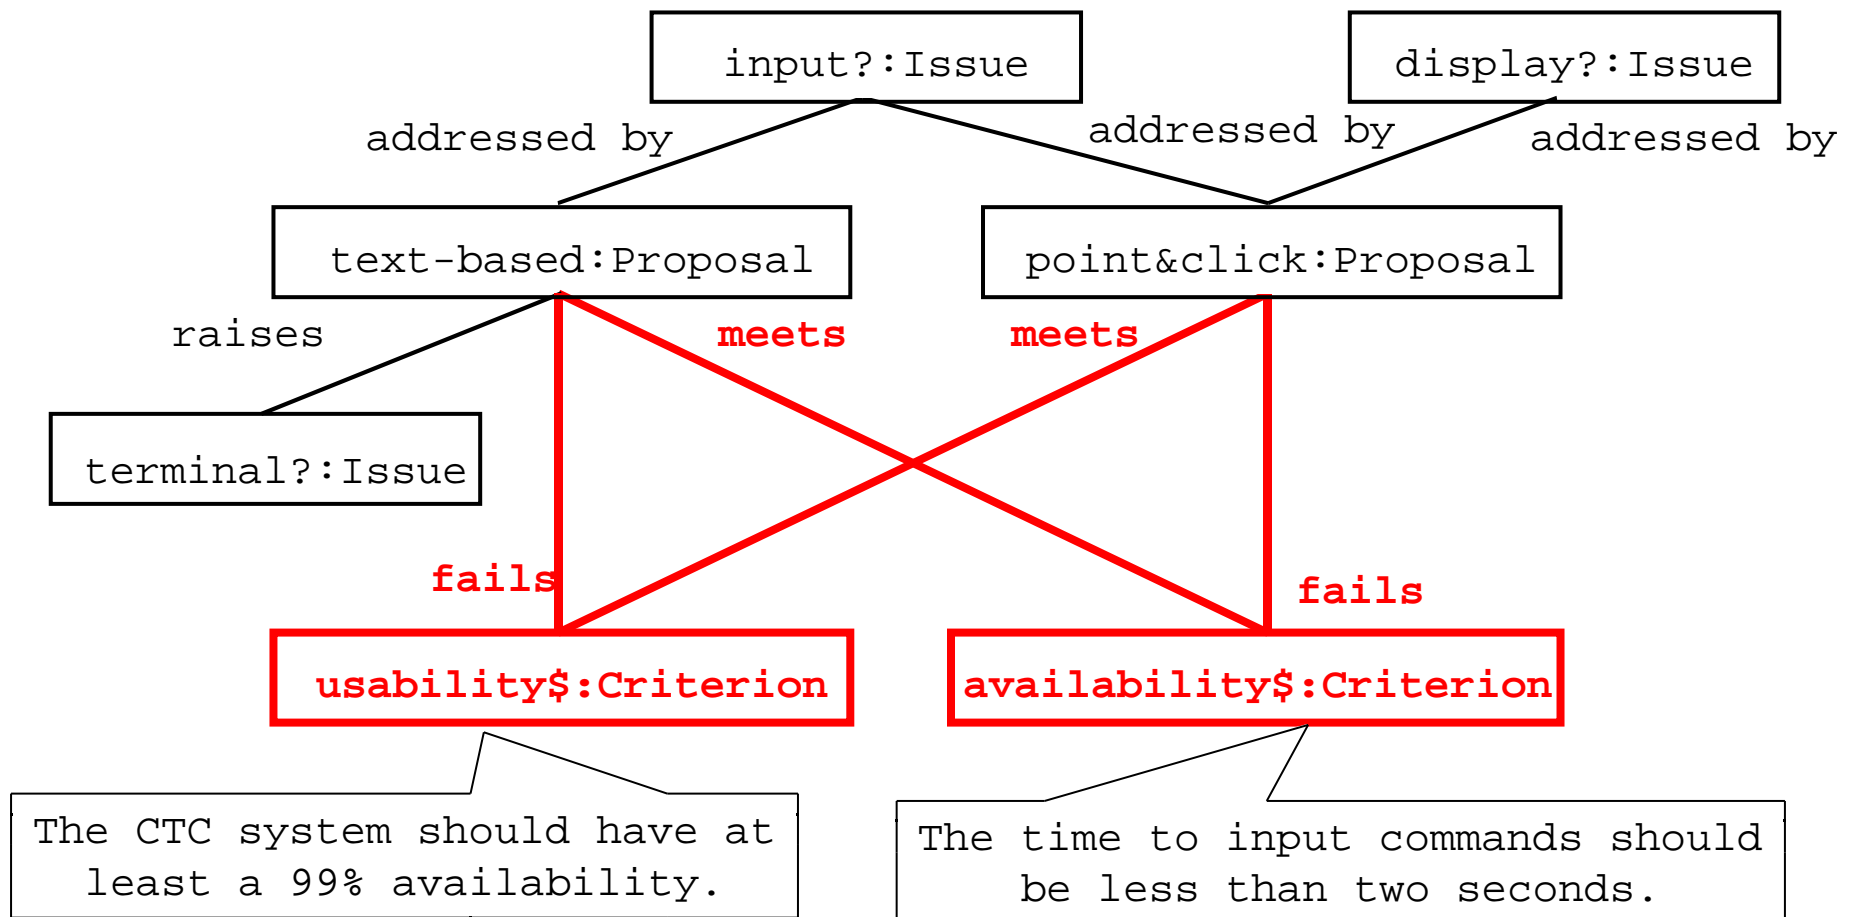 input?:Issue
display?:Issue
addressed by
addressed by
addressed by
text-based:Proposal
point&click:Proposal
raises
meets
meets
terminal?:Issue
fails
fails
usability$:Criterion
availability$:Criterion
The CTC system should have at
least a 99% availability.
The time to input commands should
be less than two seconds.